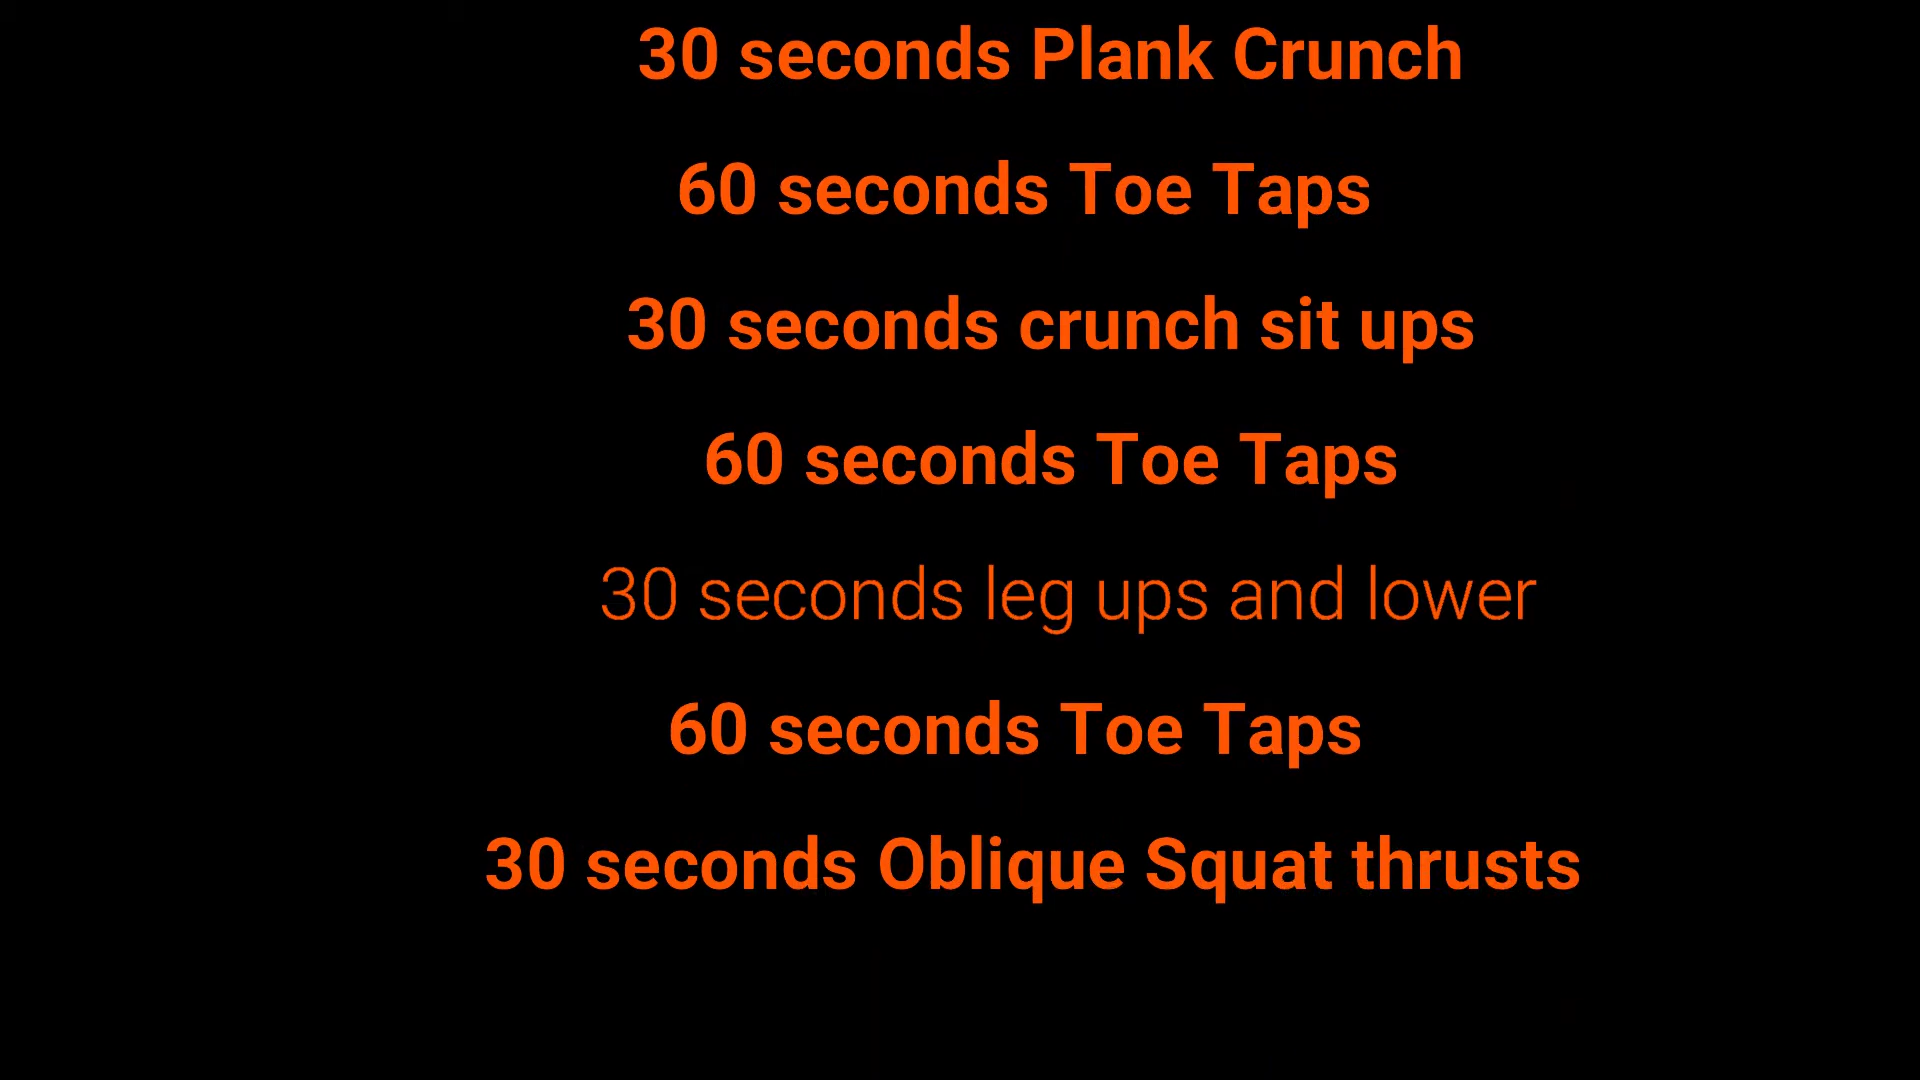 30 seconds Plank Crunch
60 seconds Toe Taps
30 seconds crunch sit ups
60 seconds Toe Taps
30 seconds leg ups and lower
60 seconds Toe Taps
30 seconds Oblique Squat thrusts